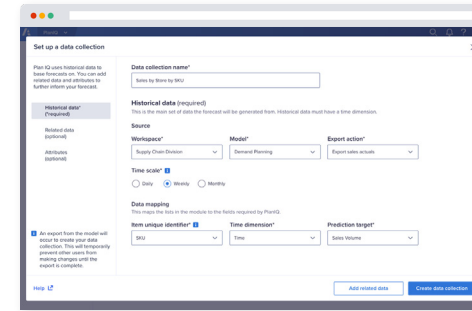 PlanIQ
Set up a data collection
Plan IQ uses historical data to
base forecasts on. You can add
related data and attributes to
further inform your forecast.
Historical data*
(*required)
Related data
(optional)
Attributes
(optional)
An export from the model will
occur to create your data
collection. This will temporarily
prevent other users from
making changes until the
export is complete.
Help
Data collection name*
Sales by Store by SKU
Historical data (required)
This is the main set of data the forecast will be generated from. Historical data must have a time dimension.
Source
Workspace* Model* Export action*
Supply Chain Division Demand Planning Export sales actuals
Time scale*
Daily Weekly Monthly
Data mapping
This maps the lists in the module to the fields required by PlanIQ.
Item unique identifier* Time dimension* Prediction target*
SKU Time Sales Volume
Add related data Create data collection